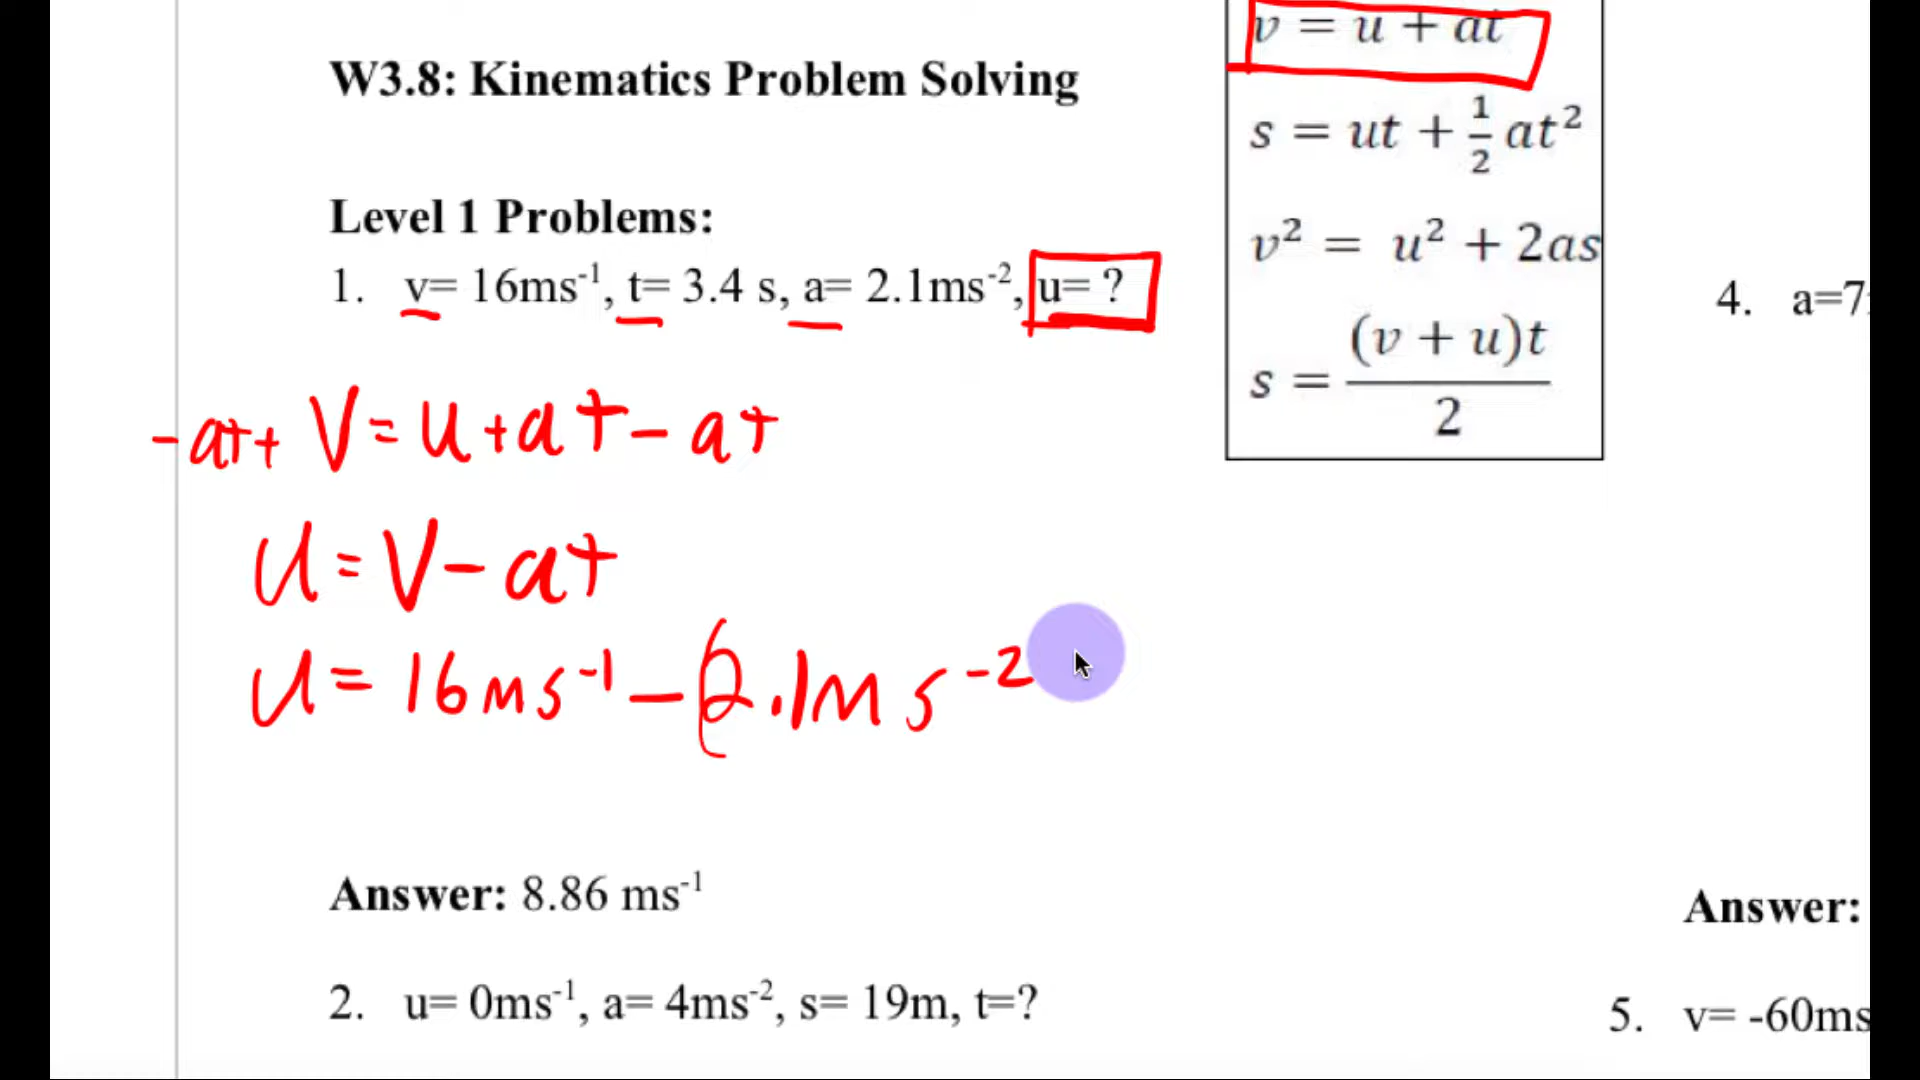 W3.8: Kinematics Problem Solving
v = u + at
s = ut + ½ at²
v² = u² + 2as
s = (v + u)t / 2
Level 1 Problems:
1. v= 16ms⁻¹, t= 3.4 s, a= 2.1ms⁻², u= ?
-at+ V=u+at-at
u=V-at
u= 16ms⁻¹ - (2.1ms⁻²
Answer: 8.86 ms⁻¹
2. u= 0ms⁻¹, a= 4ms⁻², s= 19m, t=?
4. a=7
Answer:
5. v= -60ms